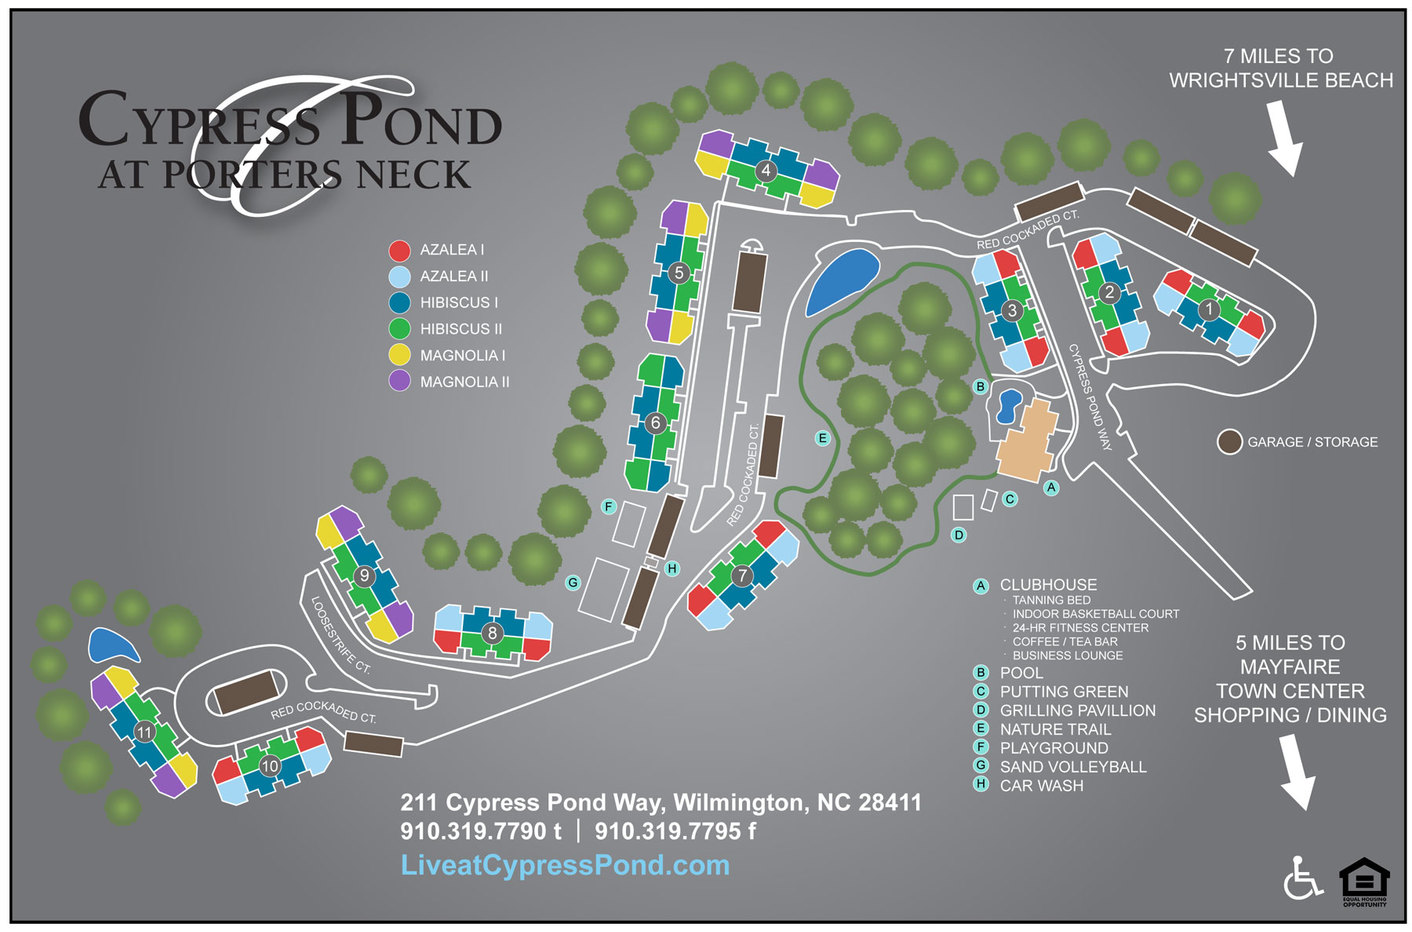 CYPRESS POND
AT PORTERS NECK
7 MILES TO
WRIGHTSVILLE BEACH
AZALEA I
AZALEA II
HIBISCUS I
HIBISCUS II
MAGNOLIA I
MAGNOLIA II
4
5
6
3
2
1
7
9
8
11
10
RED COCKADED CT.
CYPRESS POND WAY
RED COCKADED CT.
LOOSESTRIFE CT.
RED COCKADED CT.
B
E
A
C
D
F
G
H
GARAGE / STORAGE
A CLUBHOUSE
· TANNING BED
· INDOOR BASKETBALL COURT
· 24-HR FITNESS CENTER
· COFFEE / TEA BAR
· BUSINESS LOUNGE
B POOL
C PUTTING GREEN
D GRILLING PAVILLION
E NATURE TRAIL
F PLAYGROUND
G SAND VOLLEYBALL
H CAR WASH
5 MILES TO
MAYFAIRE
TOWN CENTER
SHOPPING / DINING
211 Cypress Pond Way, Wilmington, NC 28411
910.319.7790 t | 910.319.7795 f
LiveatCypressPond.com
EQUAL HOUSING
OPPORTUNITY